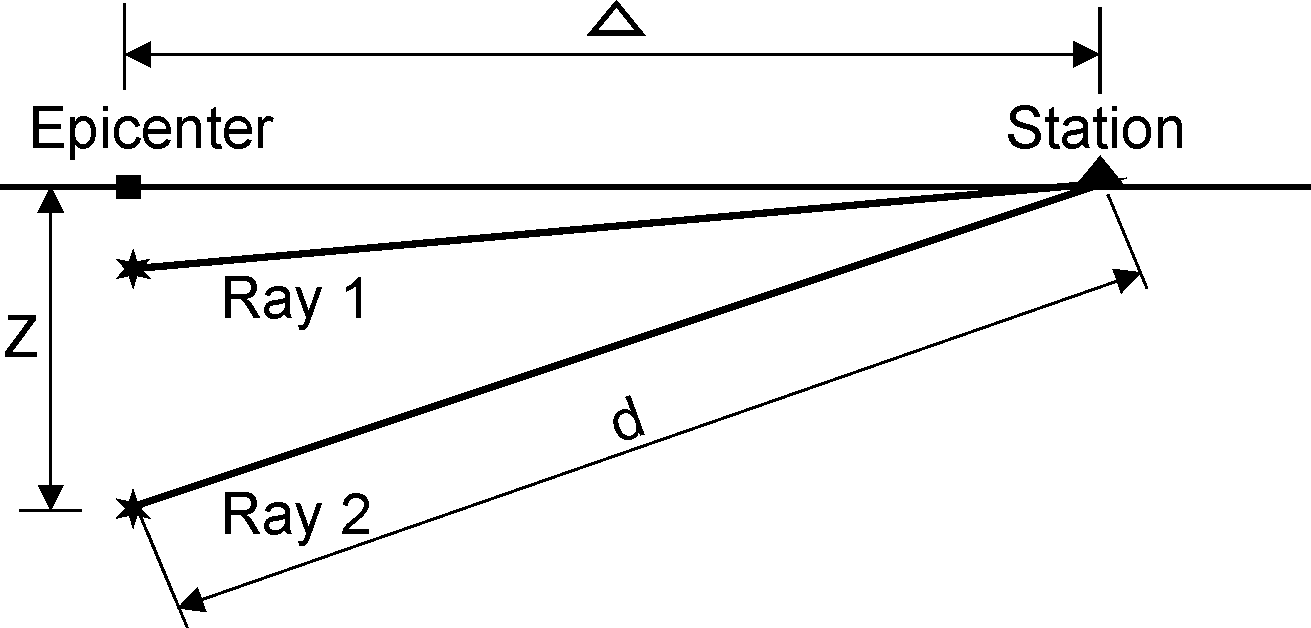 Δ
Epicenter
Station
Ray 1
Z
d
Ray 2